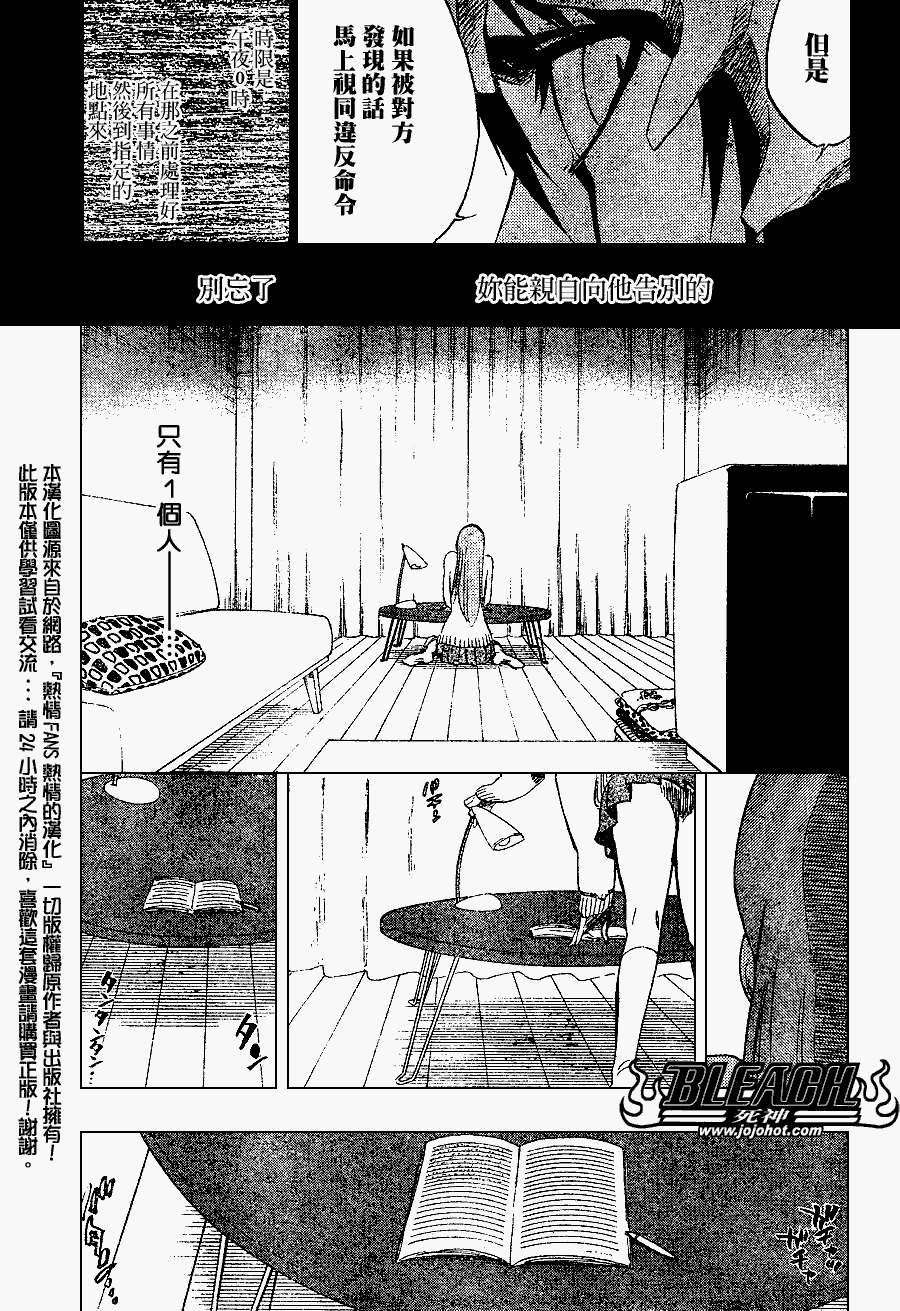 但是
如果被對方
發現的話
馬上視同違反命令
時限是
午夜0時
在那之前處理好
所有事情
然後到指定的
地點來
妳能親自向他告別的
別忘了
只有1個人——…
本漢化圖源來自於網路，『熱情FANS熱情的漢化』一切版權歸原作者與出版社擁有！
此版本僅供學習試看交流…請24小時之內消除，喜歡這套漫畫請購買正版！謝謝。
タンタンタン…
BLEACH
死神
www.jojohot.com